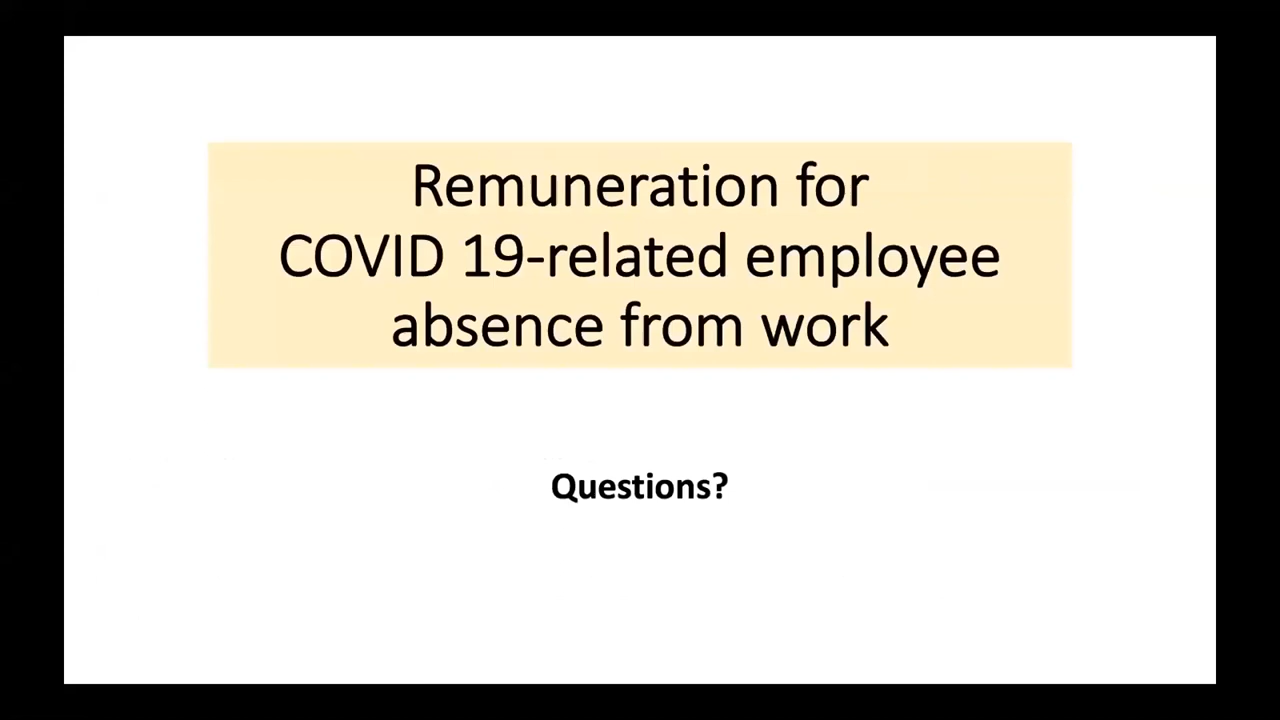 Remuneration for
COVID 19-related employee
absence from work
Questions?